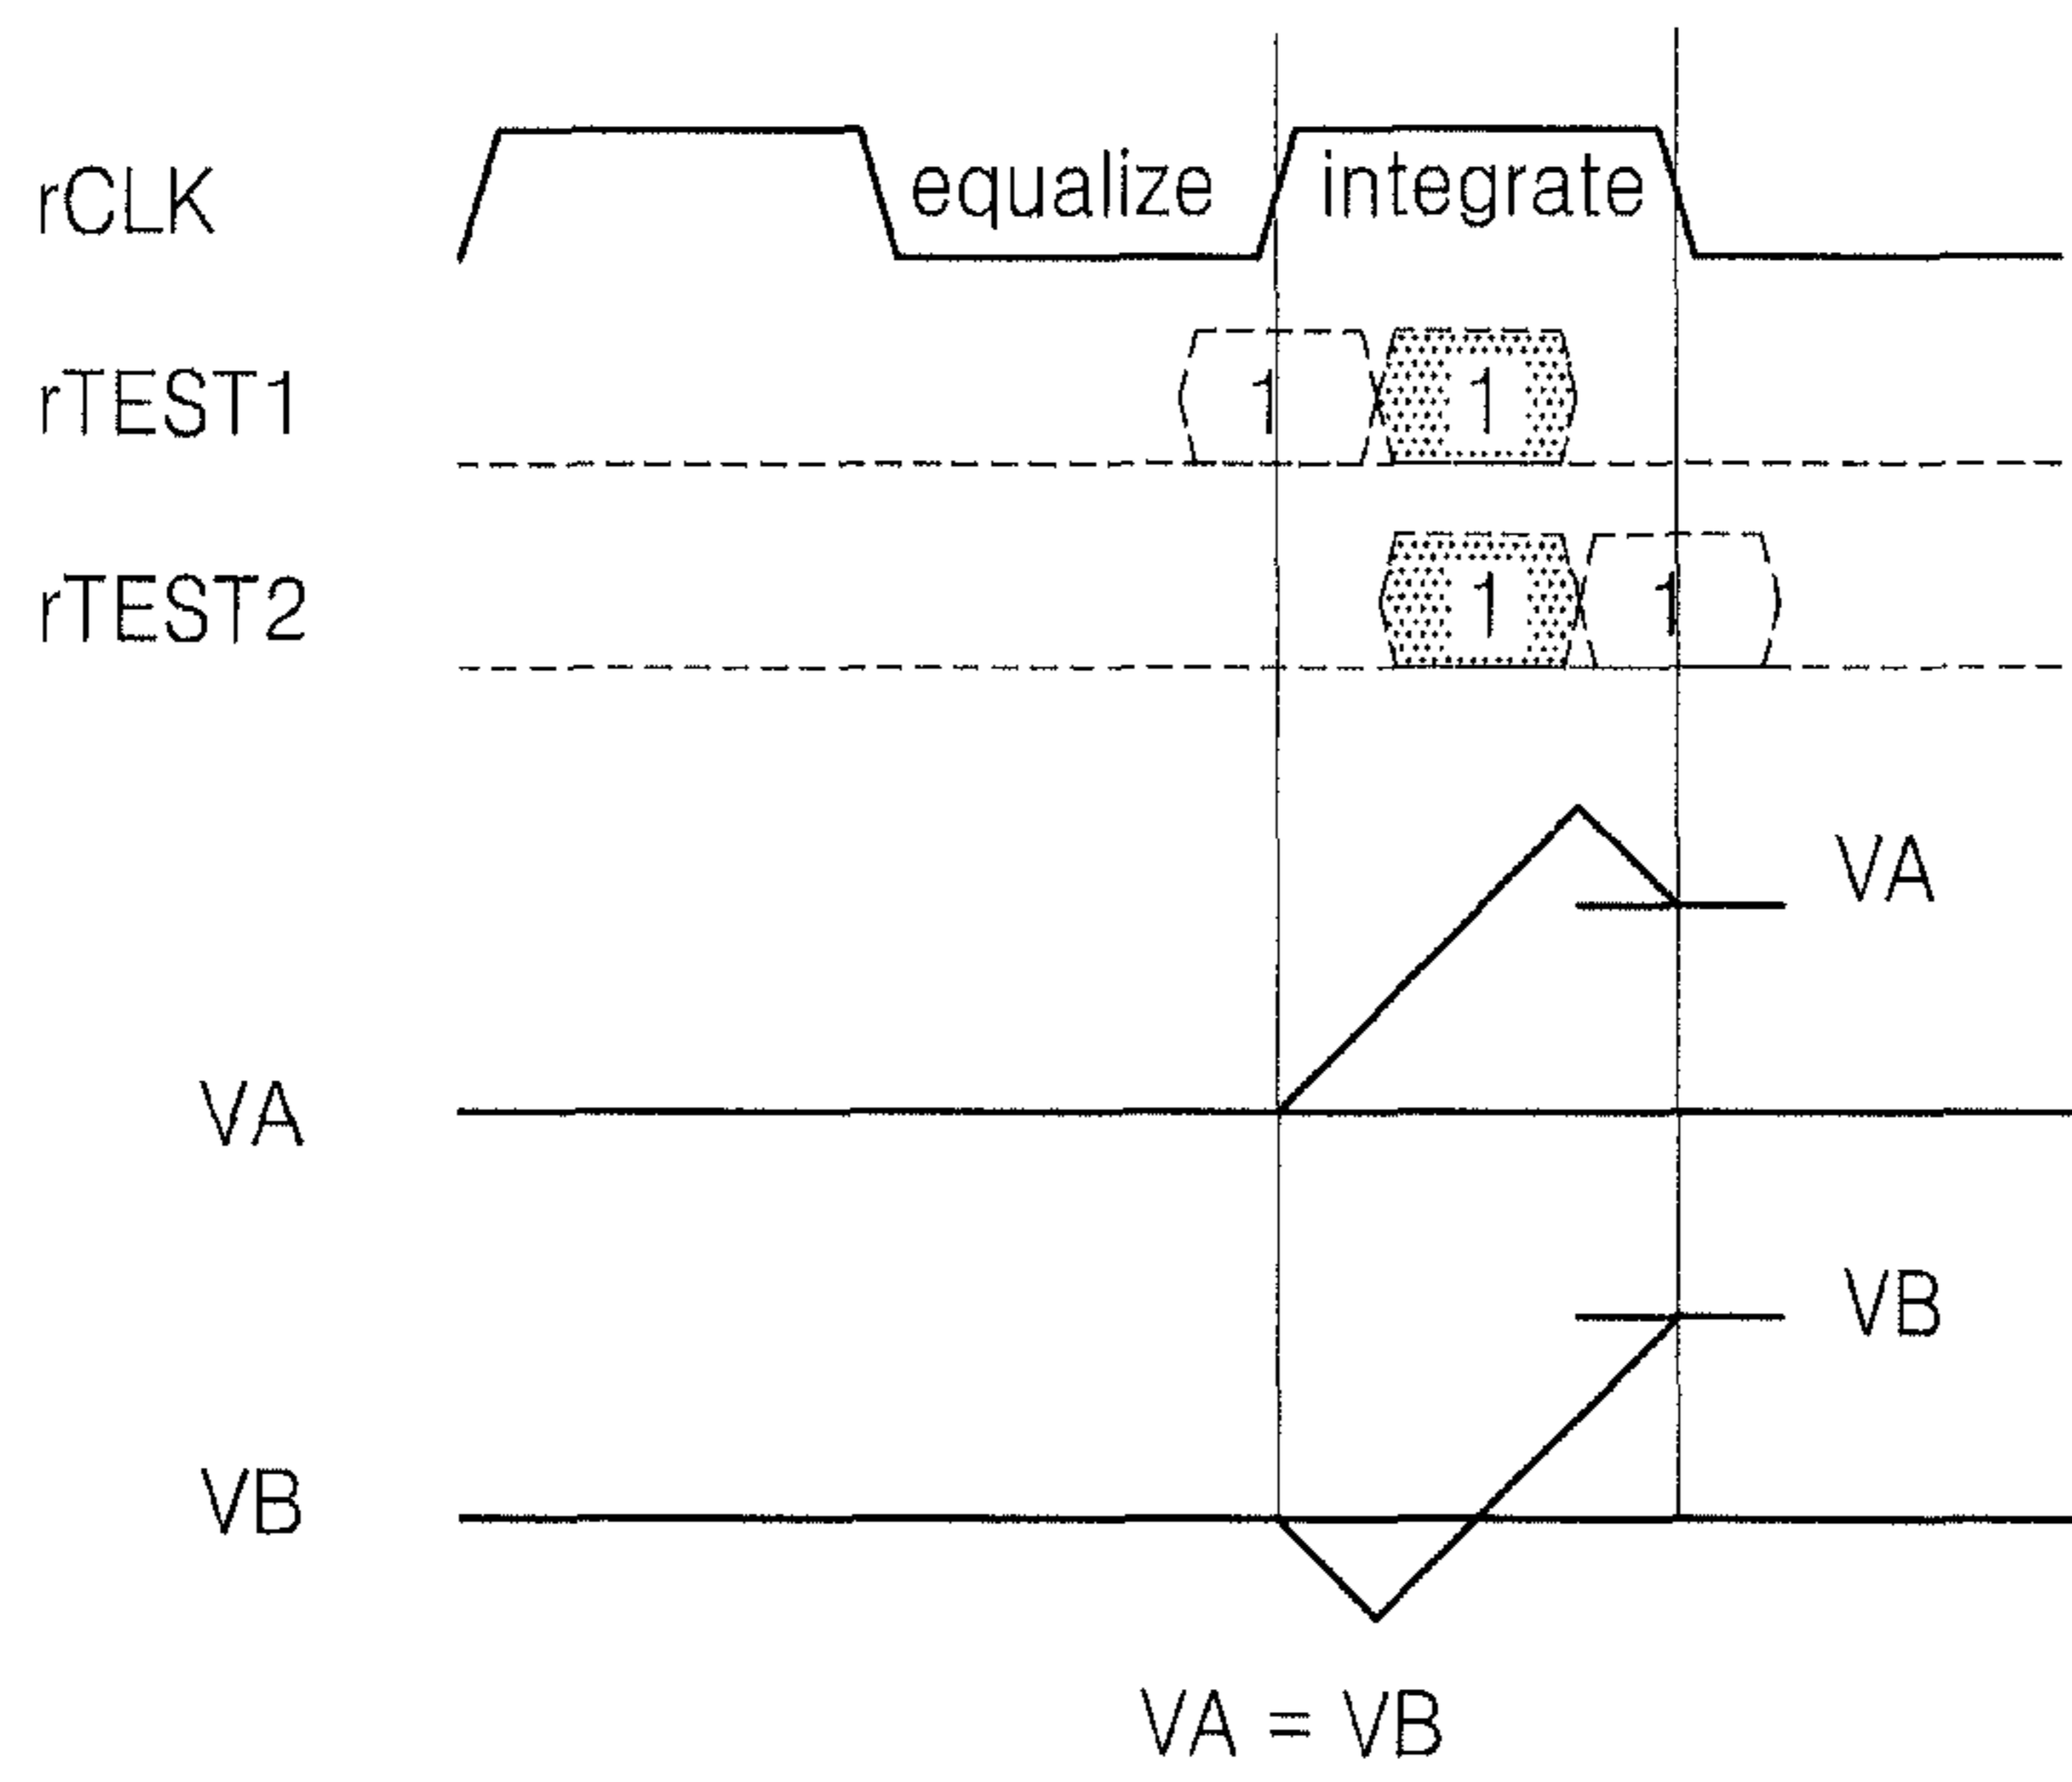 rCLK equalize integrate
rTEST1 1 1
rTEST2 1 1
VA
VA
VB
VB
VA = VB